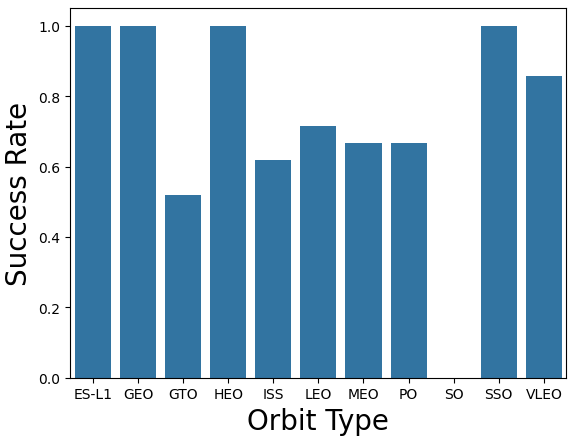 Success Rate
1.0
0.8
0.6
0.4
0.2
0.0
ES-L1 GEO GTO HEO ISS LEO MEO PO SO SSO VLEO
Orbit Type